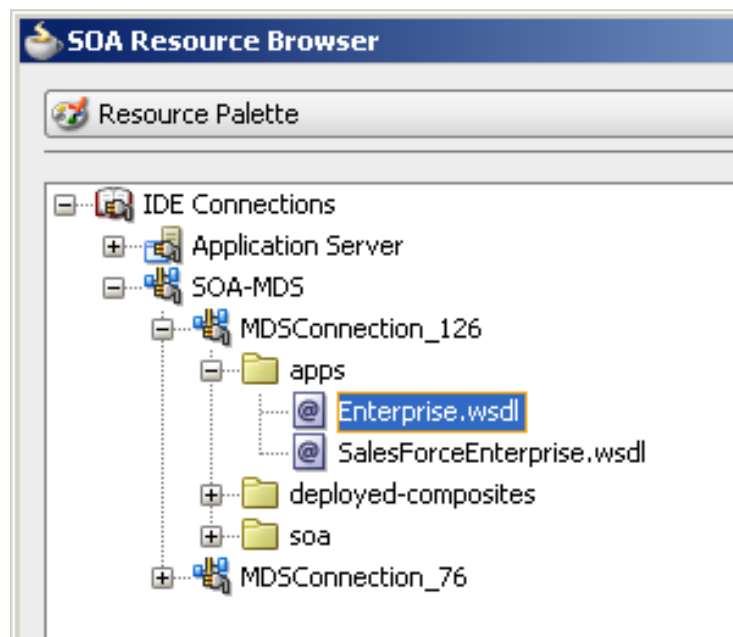 SOA Resource Browser
Resource Palette
IDE Connections
Application Server
SOA-MDS
MDSConnection_126
apps
Enterprise.wsdl
SalesForceEnterprise.wsdl
deployed-composites
soa
MDSConnection_76